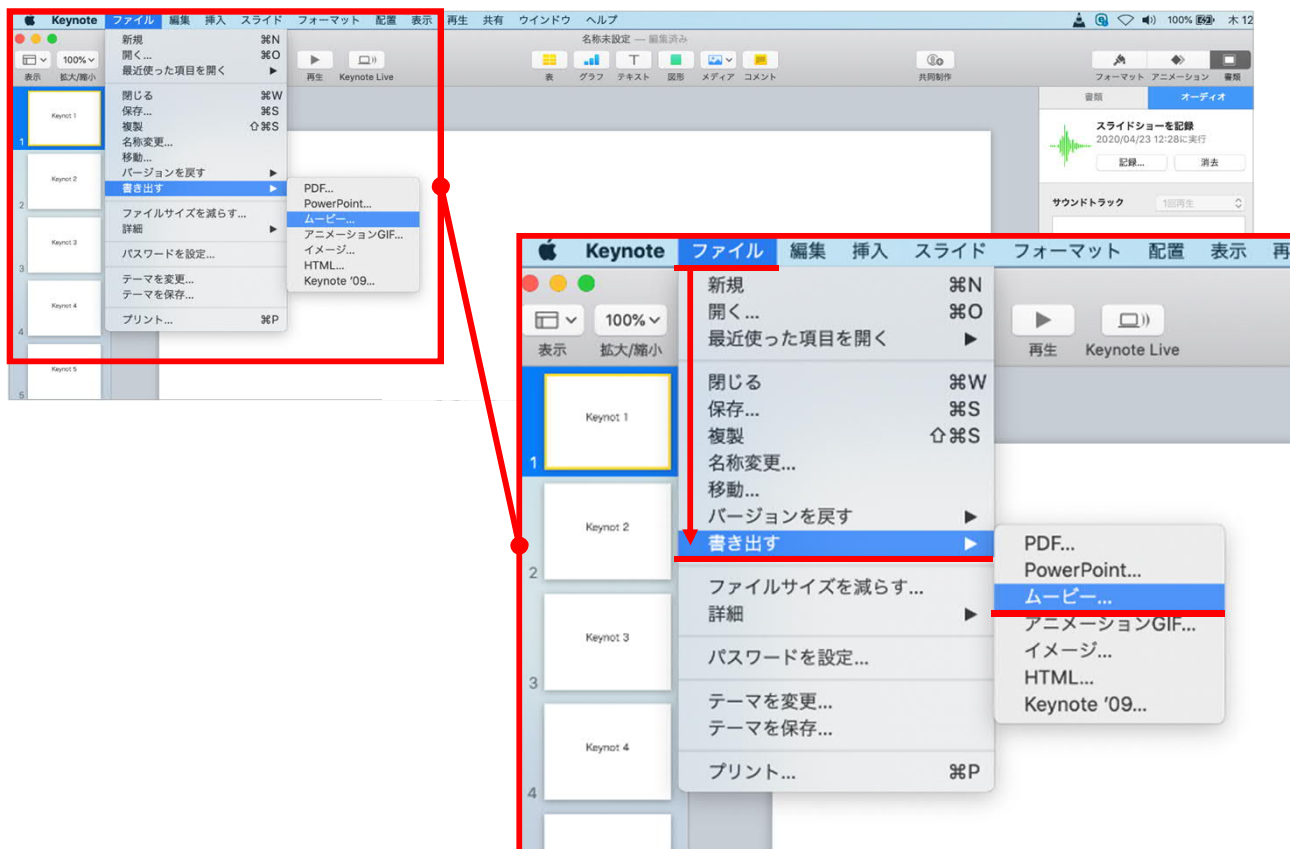 Keynote ファイル 編集 挿入 スライド フォーマット 配置 表示 再生 共有 ウインドウ ヘルプ 100% 木 12
名称未設定 — 編集済み
100%
表示 拡大/縮小 再生 Keynote Live 表 グラフ テキスト 図形 メディア コメント 共同制作 フォーマット アニメーション 書類
新規 ⌘N
開く... ⌘O
最近使った項目を開く ▶
閉じる ⌘W
保存... ⌘S
複製 ⇧⌘S
名称変更...
移動...
バージョンを戻す ▶
書き出す ▶
ファイルサイズを減らす...
詳細 ▶
パスワードを設定...
テーマを変更...
テーマを保存...
プリント... ⌘P
PDF...
PowerPoint...
ムービー...
アニメーションGIF...
イメージ...
HTML...
Keynote '09...
Keynot 1
1
Keynot 2
2
Keynot 3
3
Keynot 4
4
Keynot 5
5
書類 オーディオ
スライドショーを記録
2020/04/23 12:28に実行
記録... 消去
サウンドトラック 1回再生
Keynote ファイル 編集 挿入 スライド フォーマット 配置 表示 再
100%
表示 拡大/縮小 再生 Keynote Live
新規 ⌘N
開く... ⌘O
最近使った項目を開く ▶
閉じる ⌘W
保存... ⌘S
複製 ⇧⌘S
名称変更...
移動...
バージョンを戻す ▶
書き出す ▶
ファイルサイズを減らす...
詳細 ▶
パスワードを設定...
テーマを変更...
テーマを保存...
プリント... ⌘P
PDF...
PowerPoint...
ムービー...
アニメーションGIF...
イメージ...
HTML...
Keynote '09...
Keynot 1
1
Keynot 2
2
Keynot 3
3
Keynot 4
4